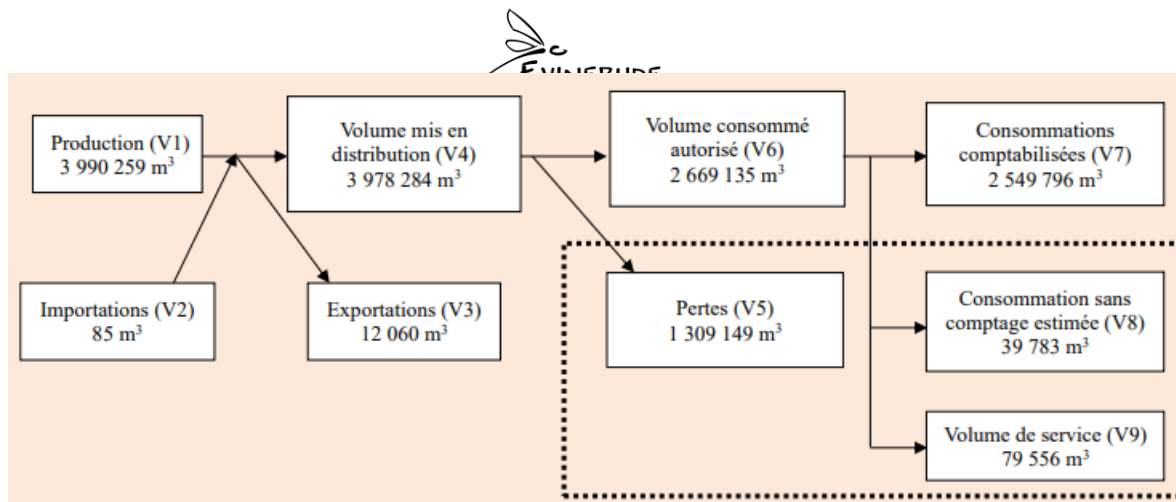 EVINERUDE
Production (V1)
3 990 259 m³
Volume mis en
distribution (V4)
3 978 284 m³
Volume consommé
autorisé (V6)
2 669 135 m³
Consommations
comptabilisées (V7)
2 549 796 m³
Importations (V2)
85 m³
Exportations (V3)
12 060 m³
Pertes (V5)
1 309 149 m³
Consommation sans
comptage estimée (V8)
39 783 m³
Volume de service (V9)
79 556 m³